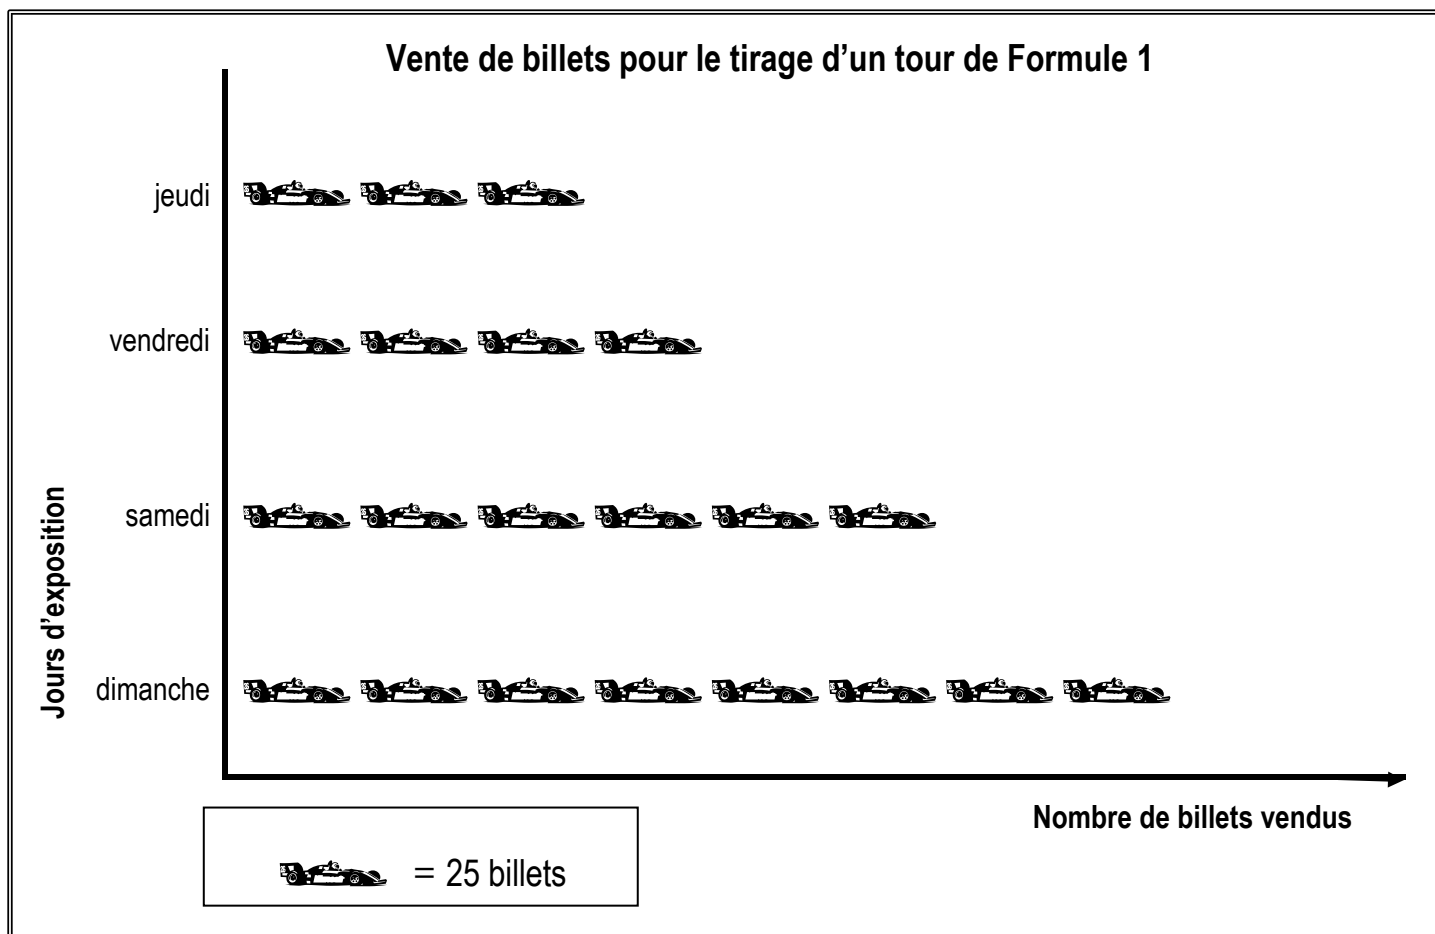 Vente de billets pour le tirage d’un tour de Formule 1
jeudi
vendredi
samedi
dimanche
Jours d’exposition
Nombre de billets vendus
= 25 billets